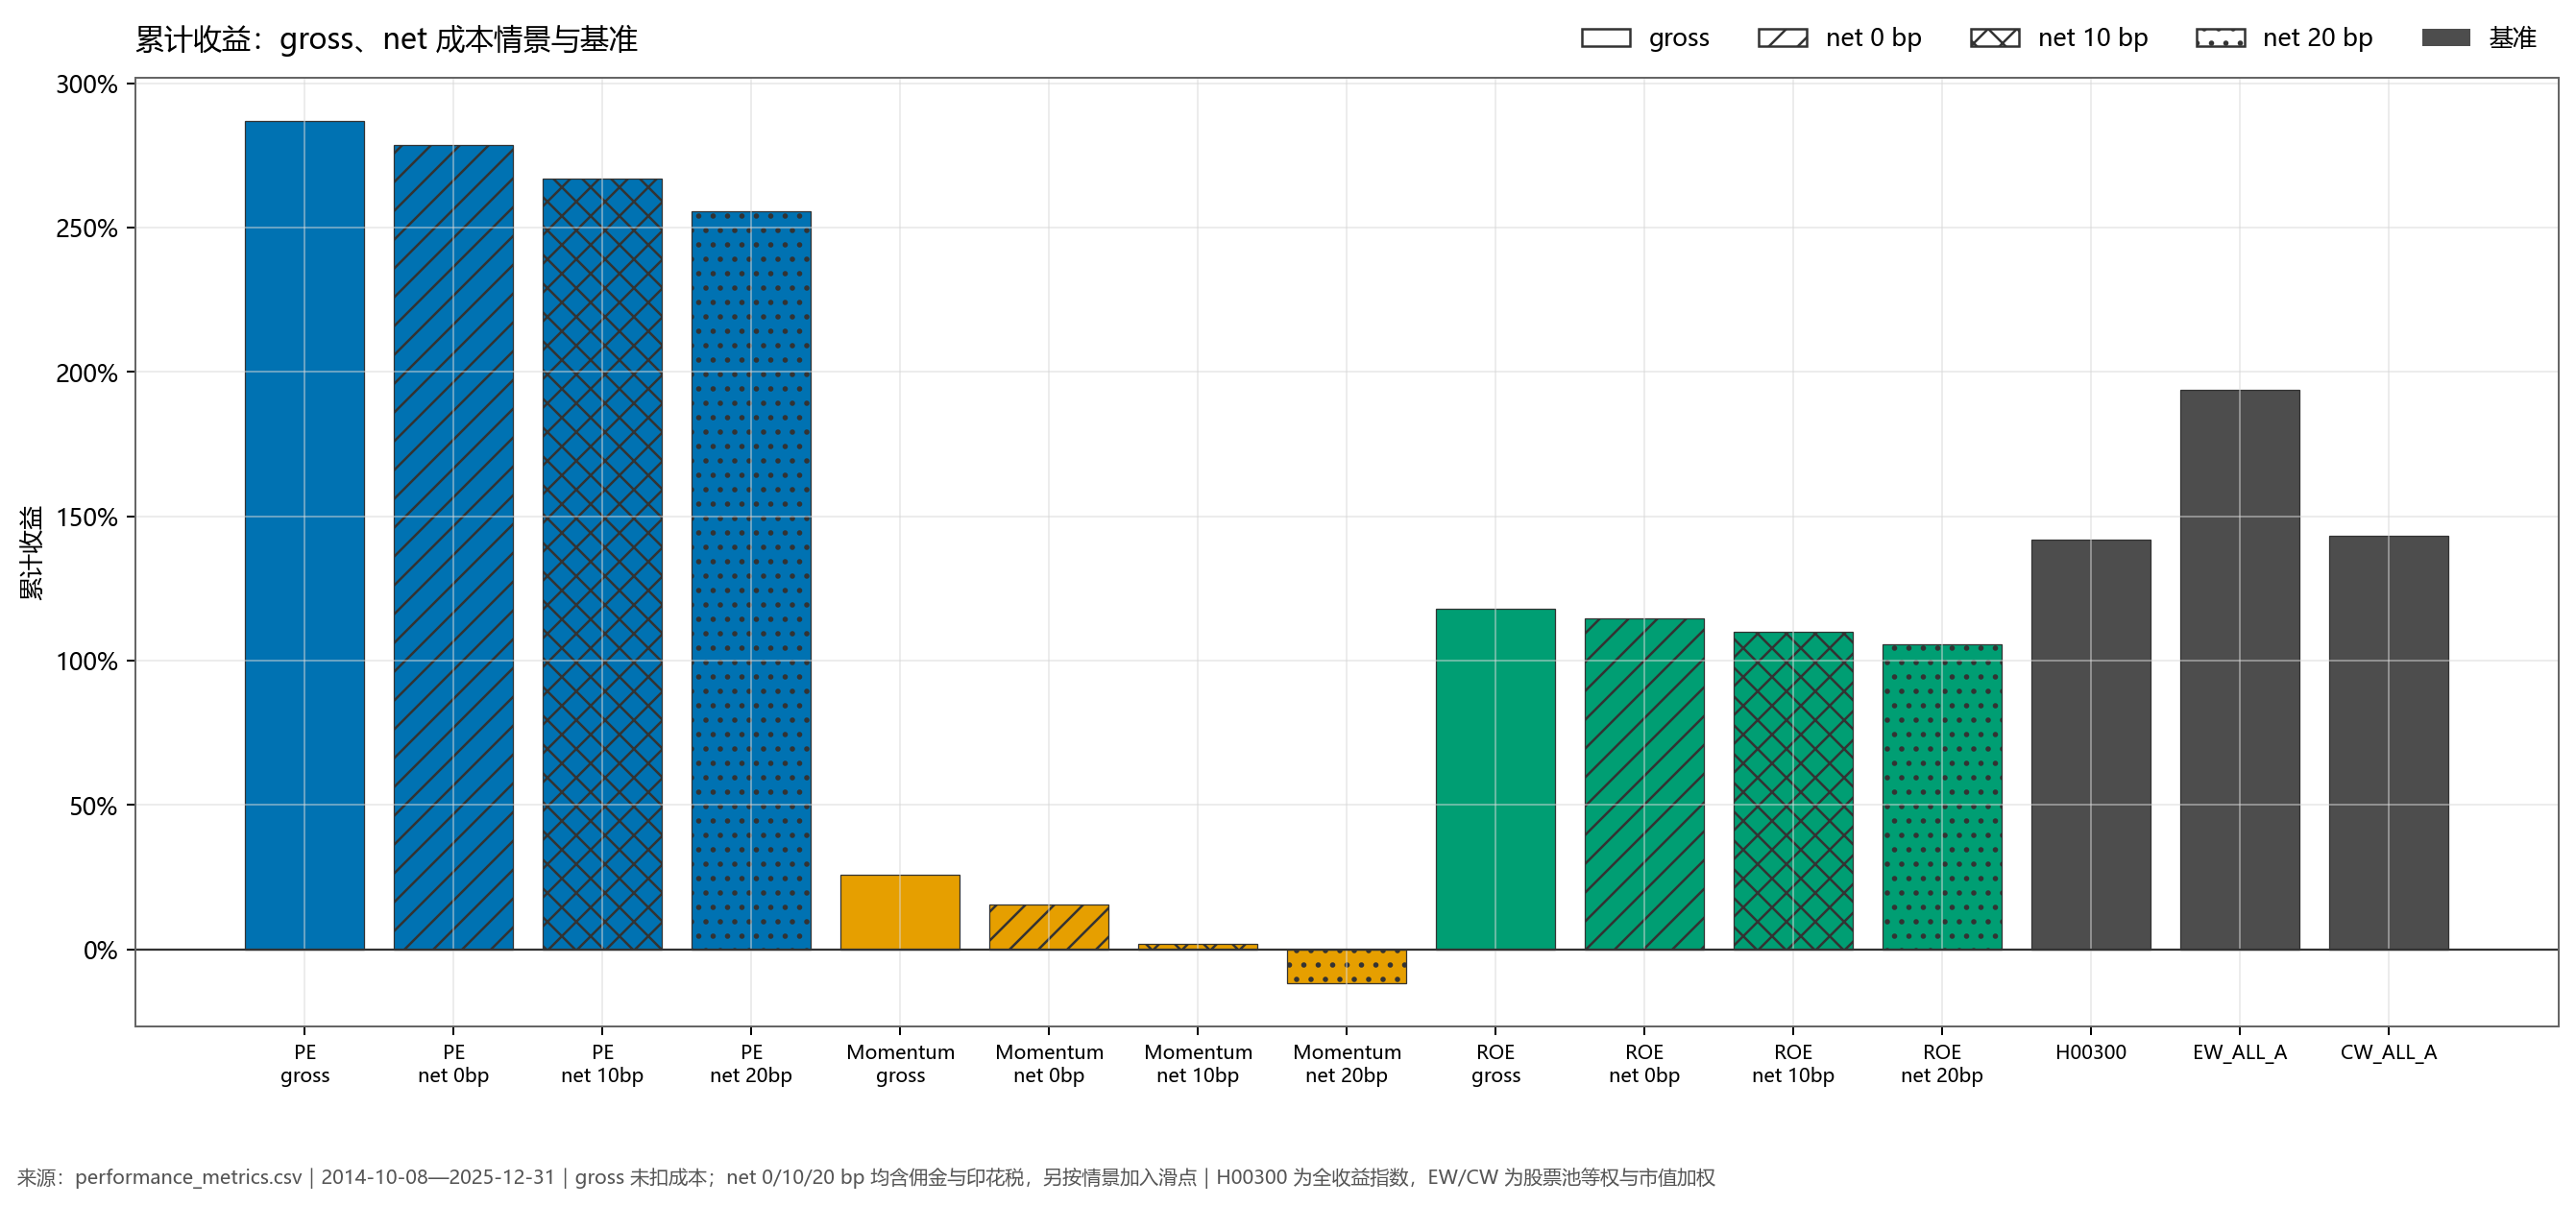 累计收益：gross、net 成本情景与基准
gross
net 0 bp
net 10 bp
net 20 bp
基准
300%
250%
200%
150%
100%
50%
0%
累计收益
PE
gross
PE
net 0bp
PE
net 10bp
PE
net 20bp
Momentum
gross
Momentum
net 0bp
Momentum
net 10bp
Momentum
net 20bp
ROE
gross
ROE
net 0bp
ROE
net 10bp
ROE
net 20bp
H00300
EW_ALL_A
CW_ALL_A
来源：performance_metrics.csv | 2014-10-08—2025-12-31 | gross 未扣成本；net 0/10/20 bp 均含佣金与印花税，另按情景加入滑点 | H00300 为全收益指数，EW/CW 为股票池等权与市值加权